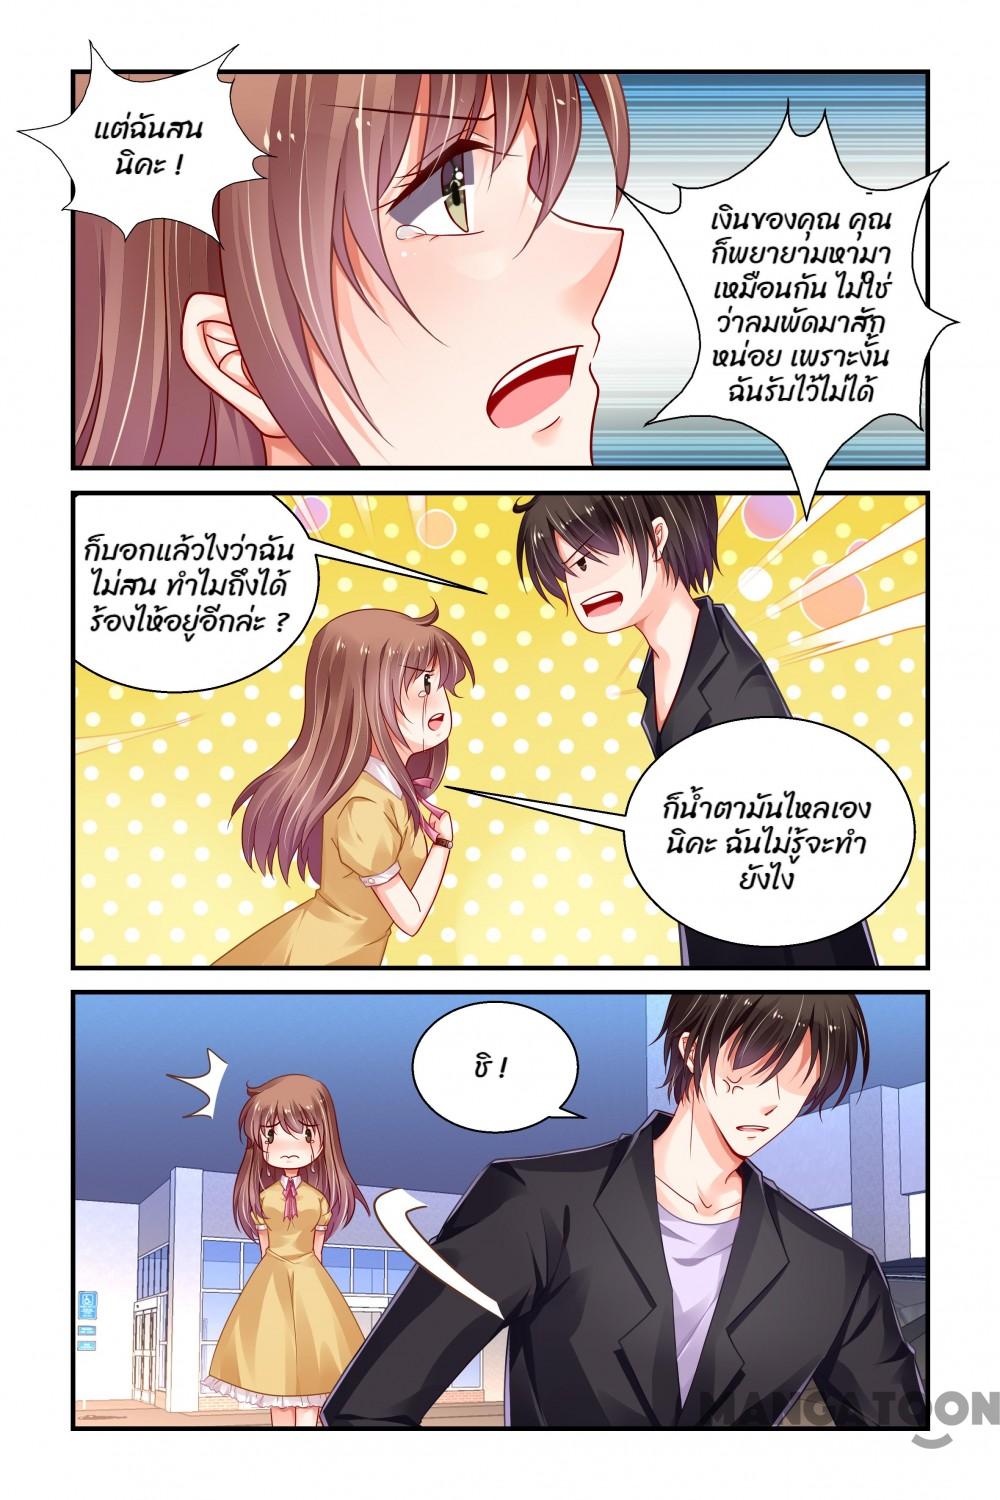 แต่ฉันสน
นิคะ !
เงินของคุณ คุณ
ก็พยายามหามา
เหมือนกัน ไม่ใช่
ว่าลมพัดมาสัก
หน่อย เพราะงั้น
ฉันรับไว้ไม่ได้
ก็บอกแล้วไงว่าฉัน
ไม่สน ทำไมถึงได้
ร้องไห้อยู่อีกล่ะ ?
ก็น้ำตามันไหลเอง
นิคะ ฉันไม่รู้จะทำ
ยังไง
ชิ !
MANGATOON